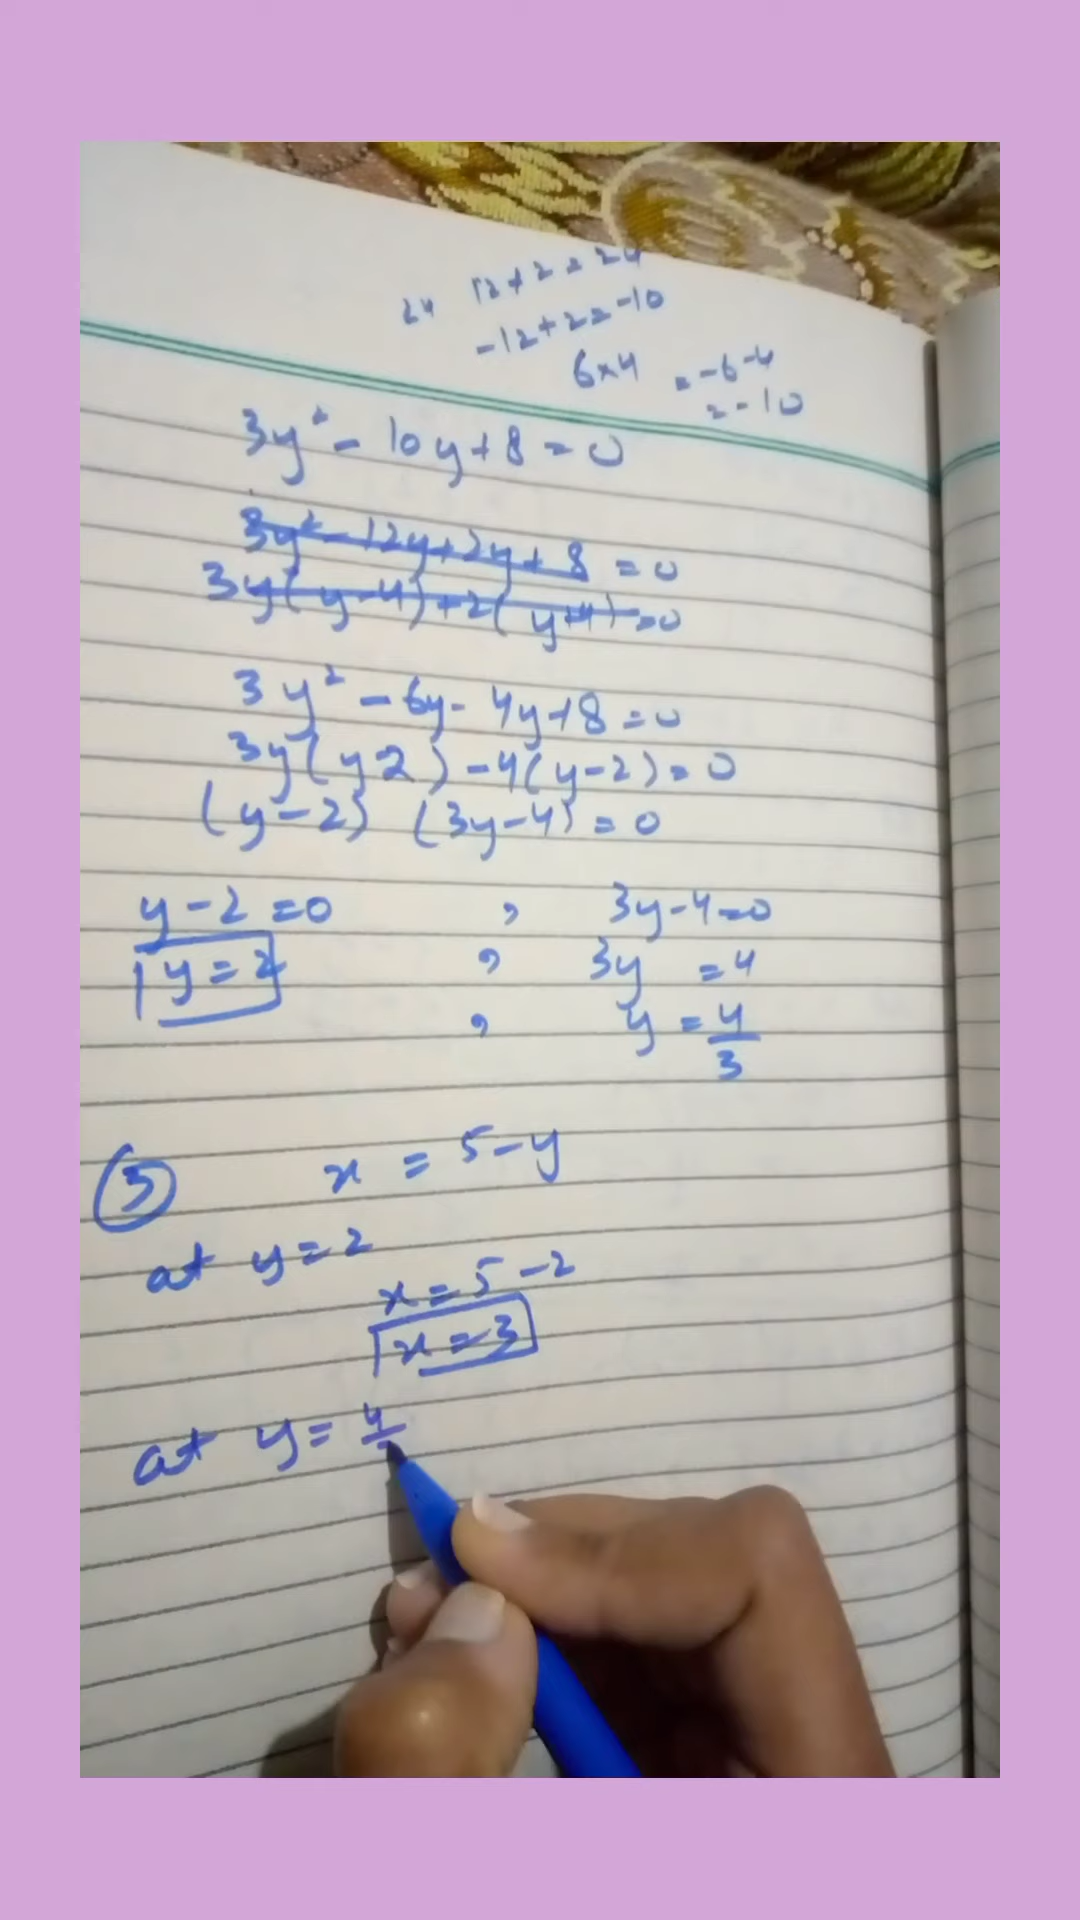 24 12+2=24
-12+2=-10
6×4 =-6-4
=-10
3y²-10y+8=0
3y²-12y+2y+8=0
3y(y-4)+2(y+4)=0
3y²-6y-4y+8=0
3y(y2)-4(y-2)=0
(y-2) (3y-4)=0
y-2=0 , 3y-4=0
y=2 , 3y =4
, y=4/3
③ x = 5-y
at y=2
x=5-2
x=3
at y=4